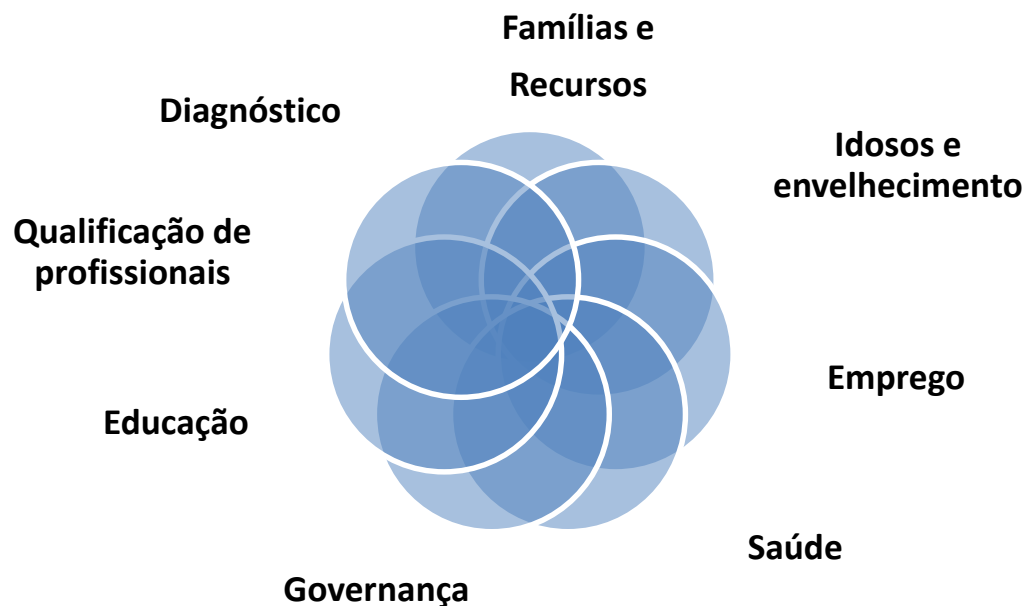 Famílias e
Recursos
Diagnóstico
Idosos e
envelhecimento
Qualificação de
profissionais
Emprego
Educação
Saúde
Governança